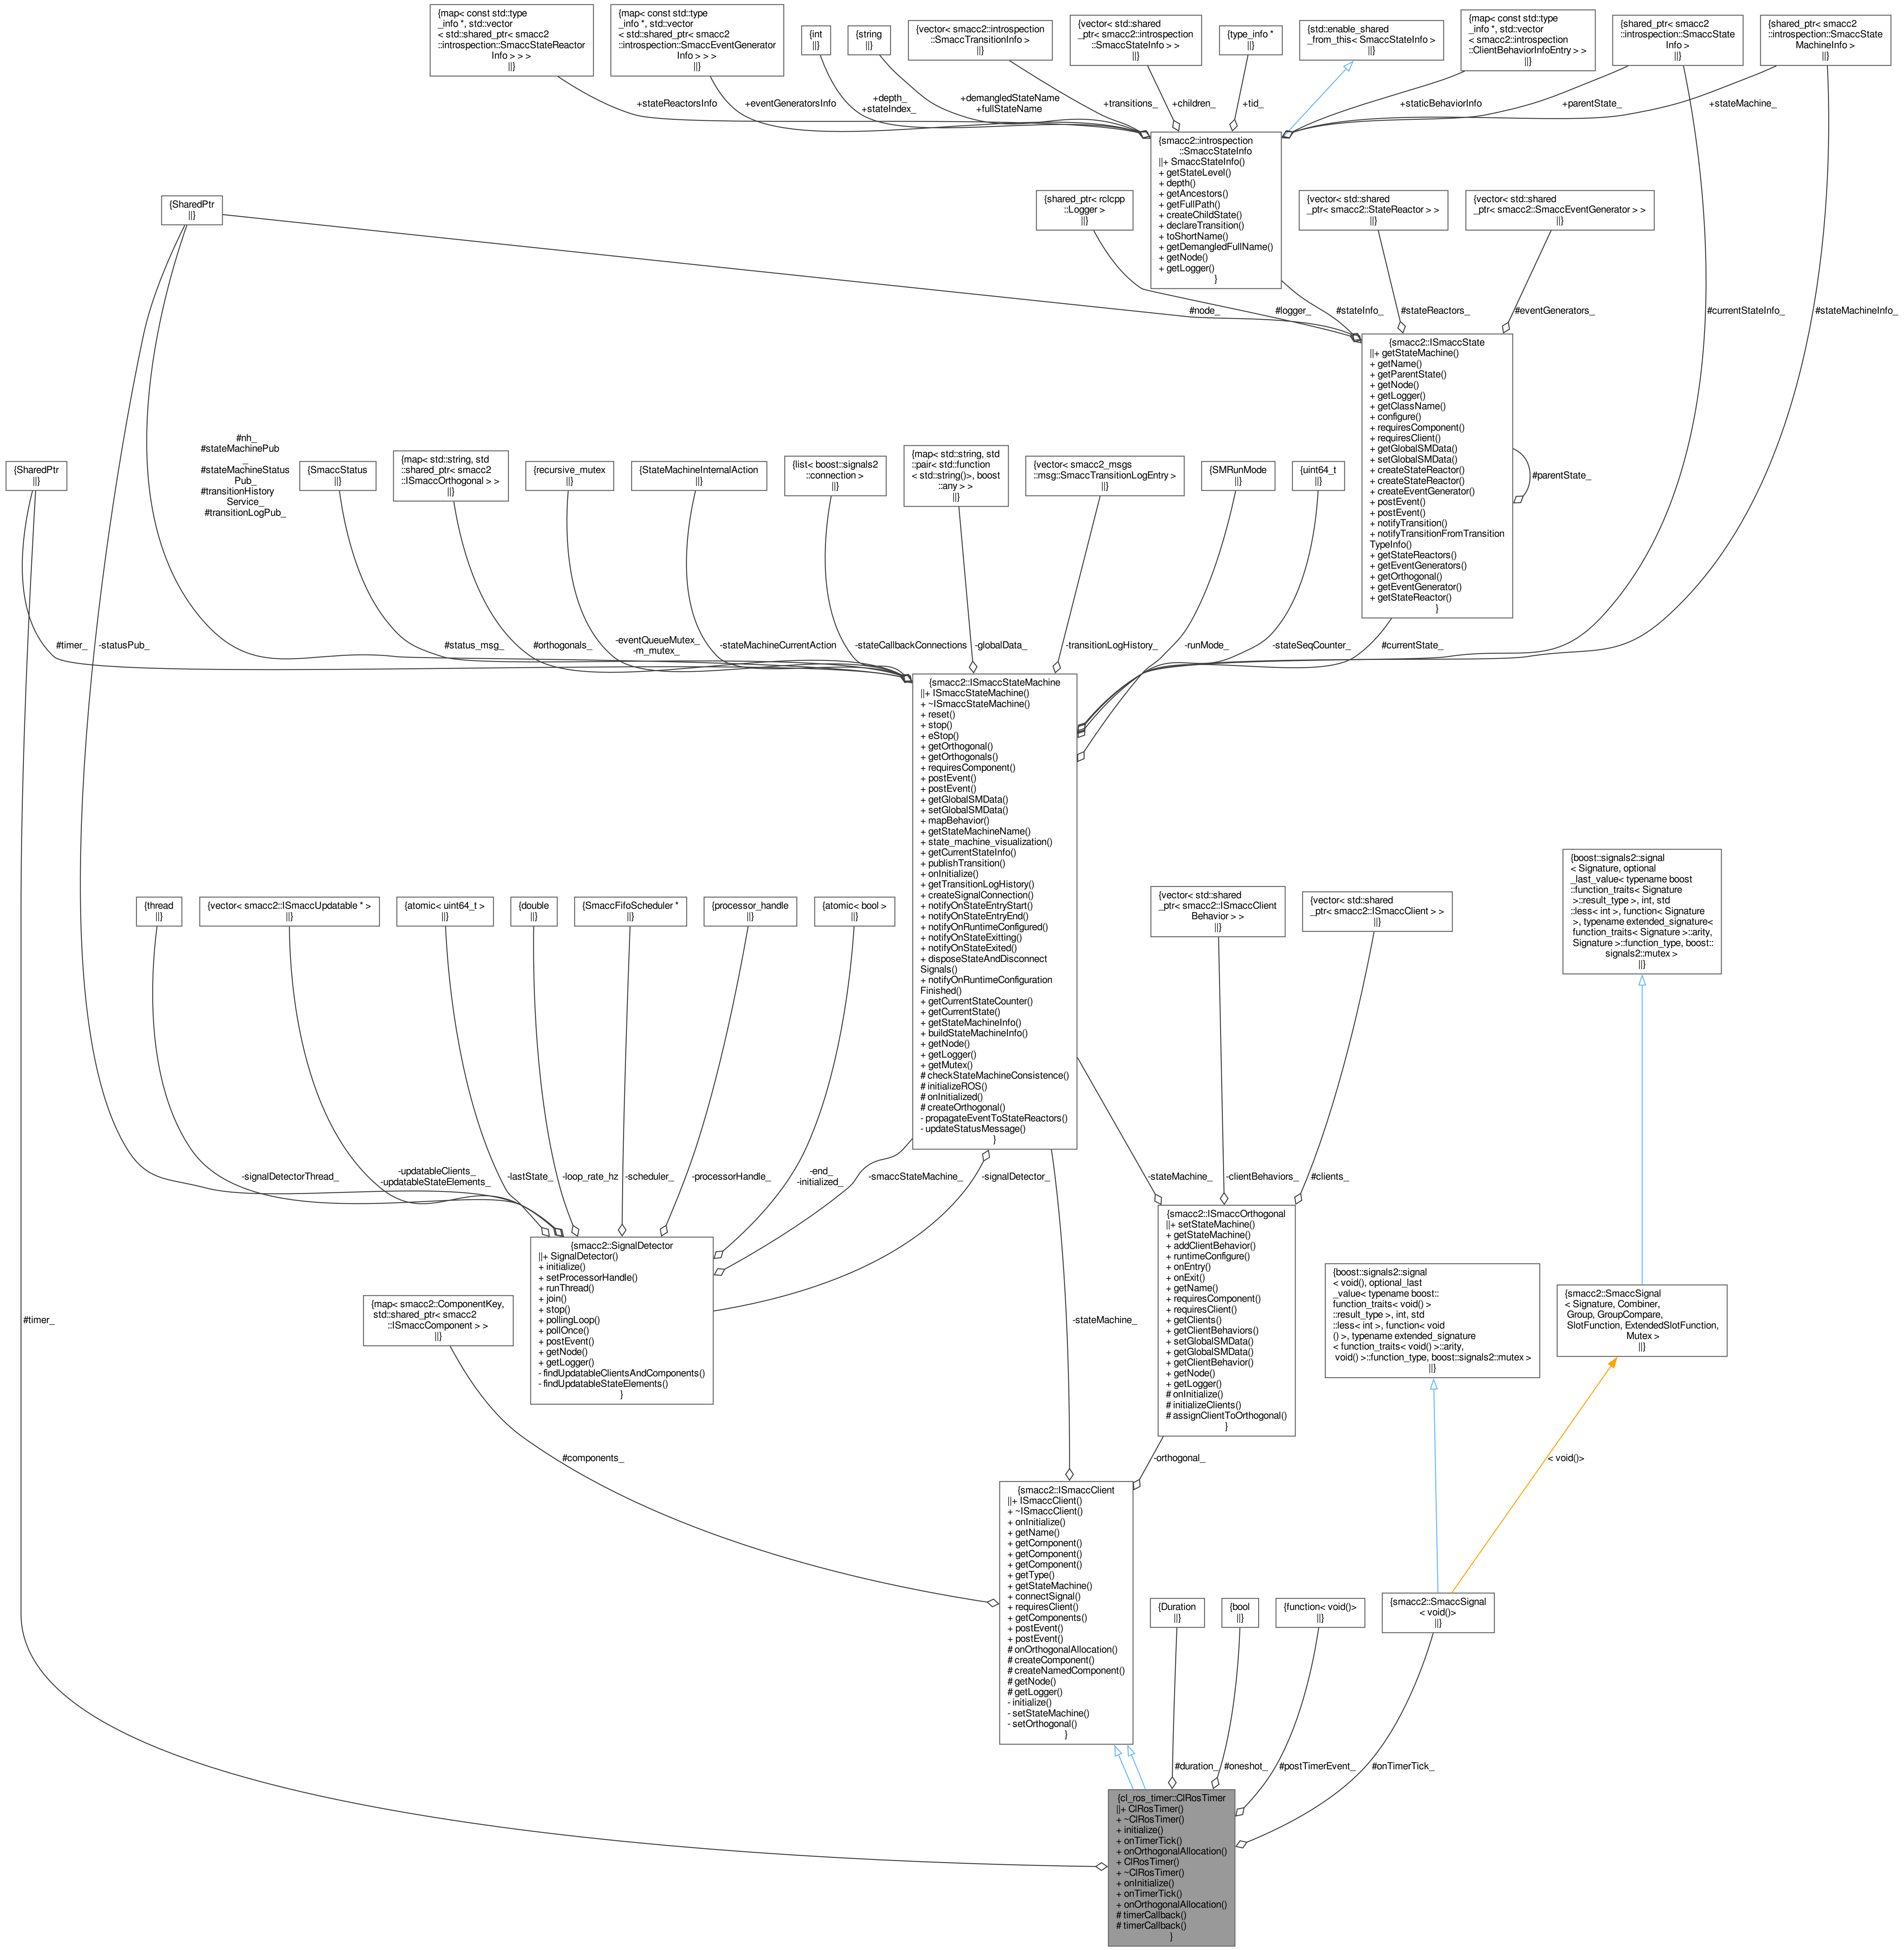 {map< const std::type
_info *, std::vector
< std::shared_ptr< smacc2
::introspection::SmaccStateReactor
Info > > >
||}
{map< const std::type
_info *, std::vector
< std::shared_ptr< smacc2
::introspection::SmaccEventGenerator
Info > > >
||}
{int
||}
{string
||}
{vector< smacc2::introspection
::SmaccTransitionInfo >
||}
{vector< std::shared
_ptr< smacc2::introspection
::SmaccStateInfo > >
||}
{type_info *
||}
{std::enable_shared
_from_this< SmaccStateInfo >
||}
{map< const std::type
_info *, std::vector
< smacc2::introspection
::ClientBehaviorInfoEntry > >
||}
{shared_ptr< smacc2
::introspection::SmaccState
Info >
||}
{shared_ptr< smacc2
::introspection::SmaccState
MachineInfo >
||}
+stateReactorsInfo
+eventGeneratorsInfo
+depth_
+stateIndex_
+demangledStateName
+fullStateName
+transitions_
+children_
+tid_
+staticBehaviorInfo
+parentState_
+stateMachine_
{smacc2::introspection
::SmaccStateInfo
||+ SmaccStateInfo()
+ getStateLevel()
+ depth()
+ getAncestors()
+ getFullPath()
+ createChildState()
+ declareTransition()
+ toShortName()
+ getDemangledFullName()
+ getNode()
+ getLogger()
}
{SharedPtr
||}
{shared_ptr< rclcpp
::Logger >
||}
{vector< std::shared
_ptr< smacc2::StateReactor > >
||}
{vector< std::shared
_ptr< smacc2::SmaccEventGenerator > >
||}
#node_
#logger_
#stateInfo_
#stateReactors_
#eventGenerators_
#currentStateInfo_
#stateMachineInfo_
{smacc2::ISmaccState
||+ getStateMachine()
+ getName()
+ getParentState()
+ getNode()
+ getLogger()
+ getClassName()
+ configure()
+ requiresComponent()
+ requiresClient()
+ getGlobalSMData()
+ setGlobalSMData()
+ createStateReactor()
+ createStateReactor()
+ createEventGenerator()
+ postEvent()
+ postEvent()
+ notifyTransition()
+ notifyTransitionFromTransition
TypeInfo()
+ getStateReactors()
+ getEventGenerators()
+ getOrthogonal()
+ getEventGenerator()
+ getStateReactor()
}
#parentState_
{SharedPtr
||}
#nh_
#stateMachinePub
_
#stateMachineStatus
Pub_
#transitionHistory
Service_
#transitionLogPub_
{SmaccStatus
||}
{map< std::string, std
::shared_ptr< smacc2
::ISmaccOrthogonal > >
||}
{recursive_mutex
||}
{StateMachineInternalAction
||}
{list< boost::signals2
::connection >
||}
{map< std::string, std
::pair< std::function
< std::string()>, boost
::any > >
||}
{vector< smacc2_msgs
::msg::SmaccTransitionLogEntry >
||}
{SMRunMode
||}
{uint64_t
||}
#timer_
-statusPub_
#status_msg_
#orthogonals_
-eventQueueMutex_
-m_mutex_
-stateMachineCurrentAction
-stateCallbackConnections
-globalData_
-transitionLogHistory_
-runMode_
-stateSeqCounter_
#currentState_
{smacc2::ISmaccStateMachine
||+ ISmaccStateMachine()
+ ~ISmaccStateMachine()
+ reset()
+ stop()
+ eStop()
+ getOrthogonal()
+ getOrthogonals()
+ requiresComponent()
+ postEvent()
+ postEvent()
+ getGlobalSMData()
+ setGlobalSMData()
+ mapBehavior()
+ getStateMachineName()
+ state_machine_visualization()
+ getCurrentStateInfo()
+ publishTransition()
+ onInitialize()
+ getTransitionLogHistory()
+ createSignalConnection()
+ notifyOnStateEntryStart()
+ notifyOnStateEntryEnd()
+ notifyOnRuntimeConfigured()
+ notifyOnStateExitting()
+ notifyOnStateExited()
+ disposeStateAndDisconnect
Signals()
+ notifyOnRuntimeConfiguration
Finished()
+ getCurrentStateCounter()
+ getCurrentState()
+ getStateMachineInfo()
+ buildStateMachineInfo()
+ getNode()
+ getLogger()
+ getMutex()
# checkStateMachineConsistence()
# initializeROS()
# onInitialized()
# createOrthogonal()
- propagateEventToStateReactors()
- updateStatusMessage()
}
{thread
||}
{vector< smacc2::ISmaccUpdatable * >
||}
{atomic< uint64_t >
||}
{double
||}
{SmaccFifoScheduler *
||}
{processor_handle
||}
{atomic< bool >
||}
{vector< std::shared
_ptr< smacc2::ISmaccClient
Behavior > >
||}
{vector< std::shared
_ptr< smacc2::ISmaccClient > >
||}
{boost::signals2::signal
< Signature, optional
_last_value< typename boost
::function_traits< Signature
>::result_type >, int, std
::less< int >, function< Signature
>, typename extended_signature<
function_traits< Signature >::arity,
Signature >::function_type, boost::
signals2::mutex >
||}
-signalDetectorThread_
-updatableClients_
-updatableStateElements_
-lastState_
-loop_rate_hz
-scheduler_
-processorHandle_
-end_
-initialized_
-smaccStateMachine_
-signalDetector_
-stateMachine_
-clientBehaviors_
#clients_
{smacc2::SignalDetector
||+ SignalDetector()
+ initialize()
+ setProcessorHandle()
+ runThread()
+ join()
+ stop()
+ pollingLoop()
+ pollOnce()
+ postEvent()
+ getNode()
+ getLogger()
- findUpdatableClientsAndComponents()
- findUpdatableStateElements()
}
{smacc2::ISmaccOrthogonal
||+ setStateMachine()
+ getStateMachine()
+ addClientBehavior()
+ runtimeConfigure()
+ onEntry()
+ onExit()
+ getName()
+ requiresComponent()
+ requiresClient()
+ getClients()
+ getClientBehaviors()
+ setGlobalSMData()
+ getGlobalSMData()
+ getClientBehavior()
+ getNode()
+ getLogger()
# onInitialize()
# initializeClients()
# assignClientToOrthogonal()
}
{boost::signals2::signal
< void(), optional_last
_value< typename boost::
function_traits< void() >
::result_type >, int, std
::less< int >, function< void
() >, typename extended_signature
< function_traits< void() >::arity,
void() >::function_type, boost::signals2::mutex >
||}
{smacc2::SmaccSignal
< Signature, Combiner,
Group, GroupCompare,
SlotFunction, ExtendedSlotFunction,
Mutex >
||}
{map< smacc2::ComponentKey,
std::shared_ptr< smacc2
::ISmaccComponent > >
||}
#timer_
-stateMachine_
#components_
-orthogonal_
< void()>
{smacc2::ISmaccClient
||+ ISmaccClient()
+ ~ISmaccClient()
+ onInitialize()
+ getName()
+ getComponent()
+ getComponent()
+ getComponent()
+ getType()
+ getStateMachine()
+ connectSignal()
+ requiresClient()
+ getComponents()
+ postEvent()
+ postEvent()
# onOrthogonalAllocation()
# createComponent()
# createNamedComponent()
# getNode()
# getLogger()
- initialize()
- setStateMachine()
- setOrthogonal()
}
{Duration
||}
{bool
||}
{function< void()>
||}
{smacc2::SmaccSignal
< void()>
||}
#duration_
#oneshot_
#postTimerEvent_
#onTimerTick_
{cl_ros_timer::ClRosTimer
||+ ClRosTimer()
+ ~ClRosTimer()
+ initialize()
+ onTimerTick()
+ onOrthogonalAllocation()
+ ClRosTimer()
+ ~ClRosTimer()
+ onInitialize()
+ onTimerTick()
+ onOrthogonalAllocation()
# timerCallback()
# timerCallback()
}